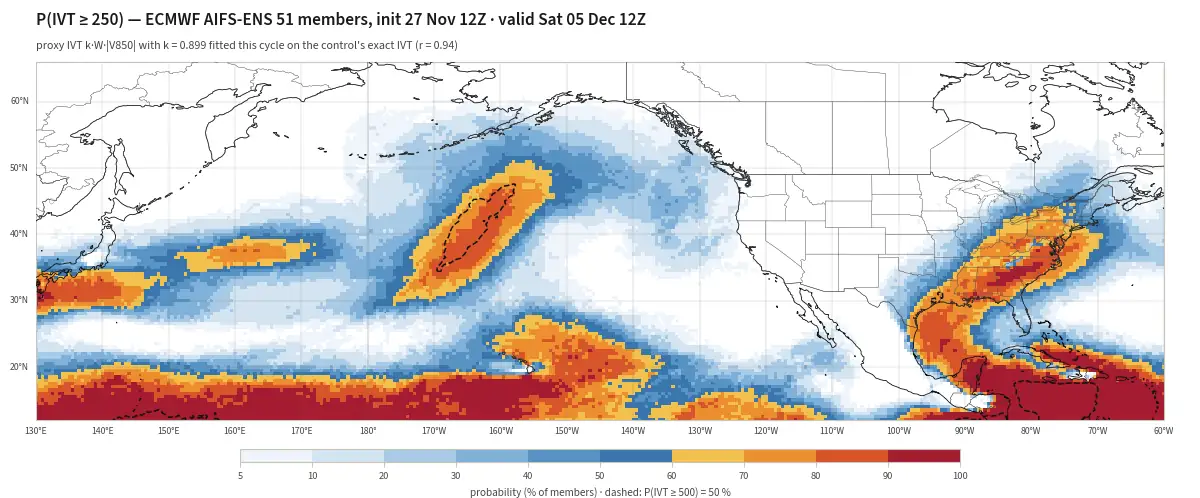 P(IVT ≥ 250) — ECMWF AIFS-ENS 51 members, init 27 Nov 12Z · valid Sat 05 Dec 12Z
proxy IVT k·W·|V850| with k = 0.899 fitted this cycle on the control's exact IVT (r = 0.94)
60°N
50°N
40°N
30°N
20°N
130°E 140°E 150°E 160°E 170°E 180° 170°W 160°W 150°W 140°W 130°W 120°W 110°W 100°W 90°W 80°W 70°W 60°W
5 10 20 30 40 50 60 70 80 90 100
probability (% of members) · dashed: P(IVT ≥ 500) = 50 %